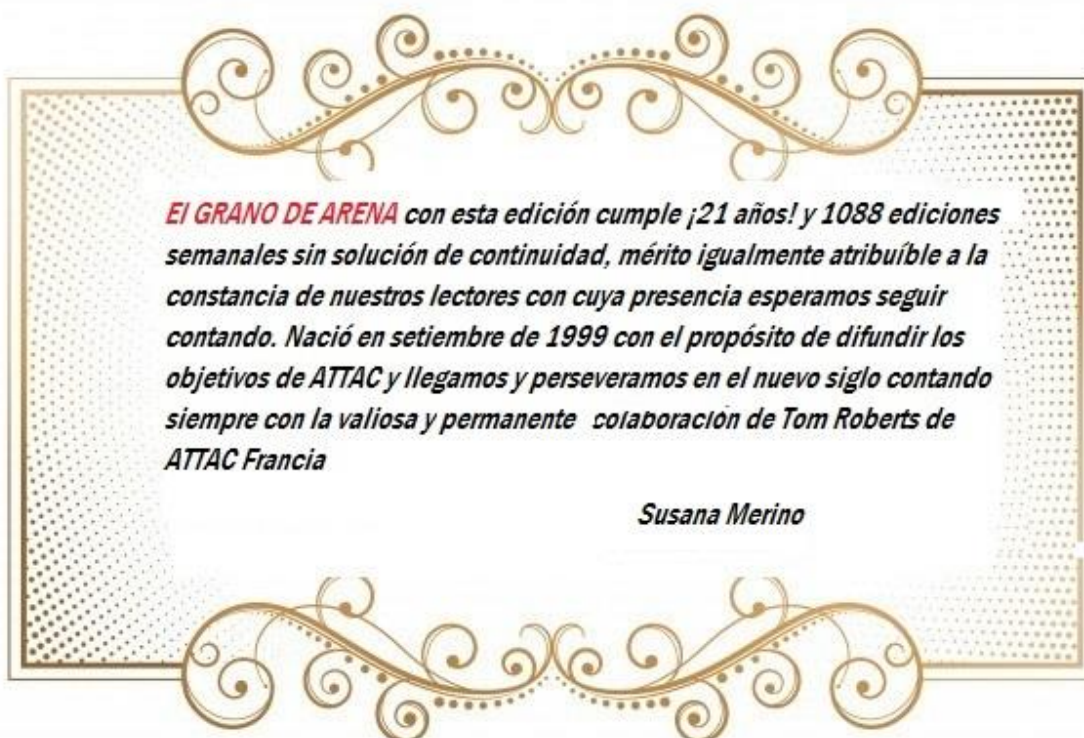 El GRANO DE ARENA con esta edición cumple ¡21 años! y 1088 ediciones
semanales sin solución de continuidad, mérito igualmente atribuíble a la
constancia de nuestros lectores con cuya presencia esperamos seguir
contando. Nació en setiembre de 1999 con el propósito de difundir los
objetivos de ATTAC y llegamos y perseveramos en el nuevo siglo contando
siempre con la valiosa y permanente colaboración de Tom Roberts de
ATTAC Francia
Susana Merino